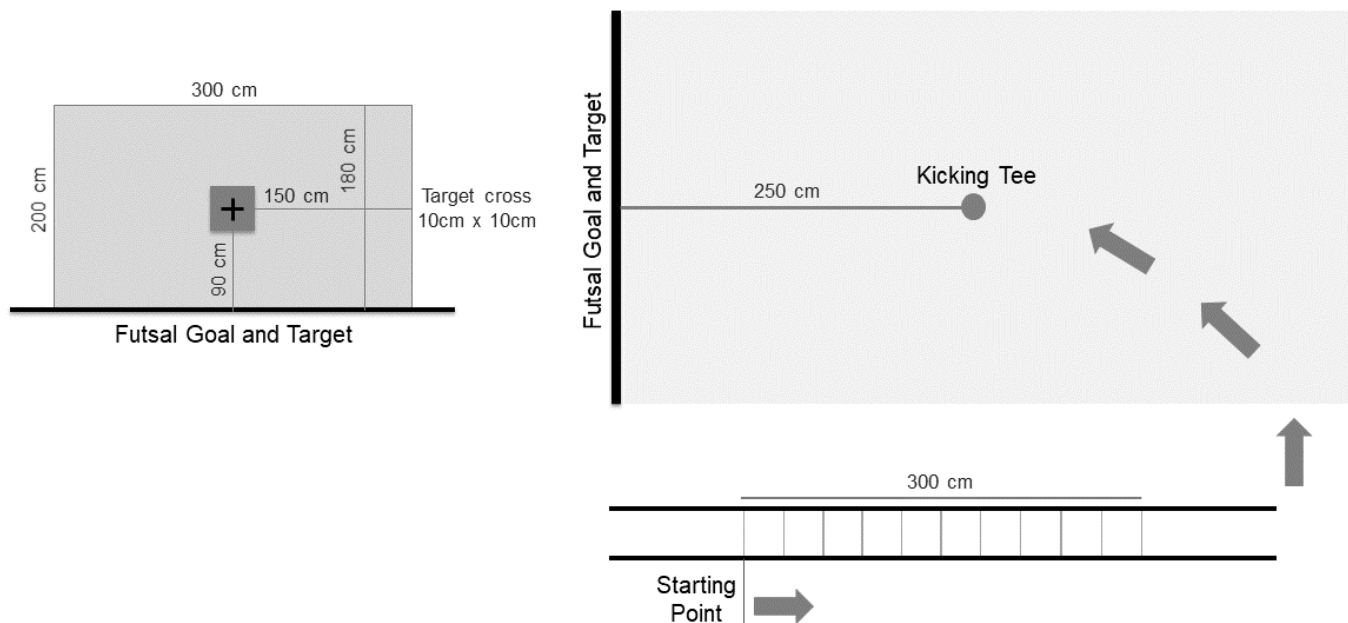 300 cm
200 cm
180 cm
150 cm
90 cm
Target cross
10cm x 10cm
Futsal Goal and Target
Futsal Goal and Target
Kicking Tee
250 cm
300 cm
Starting
Point